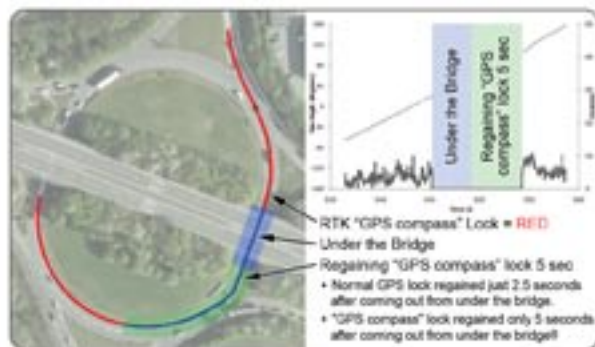 Under the Bridge
Regaining "GPS
compass" lock 5 sec
RTK "GPS compass" Lock = RED
Under the Bridge
Regaining "GPS compass" lock 5 sec
+ Normal GPS lock regained just 2.5 seconds
after coming out from under the bridge.
+ "GPS compass" lock regained only 5 seconds
after coming out from under the bridge!!